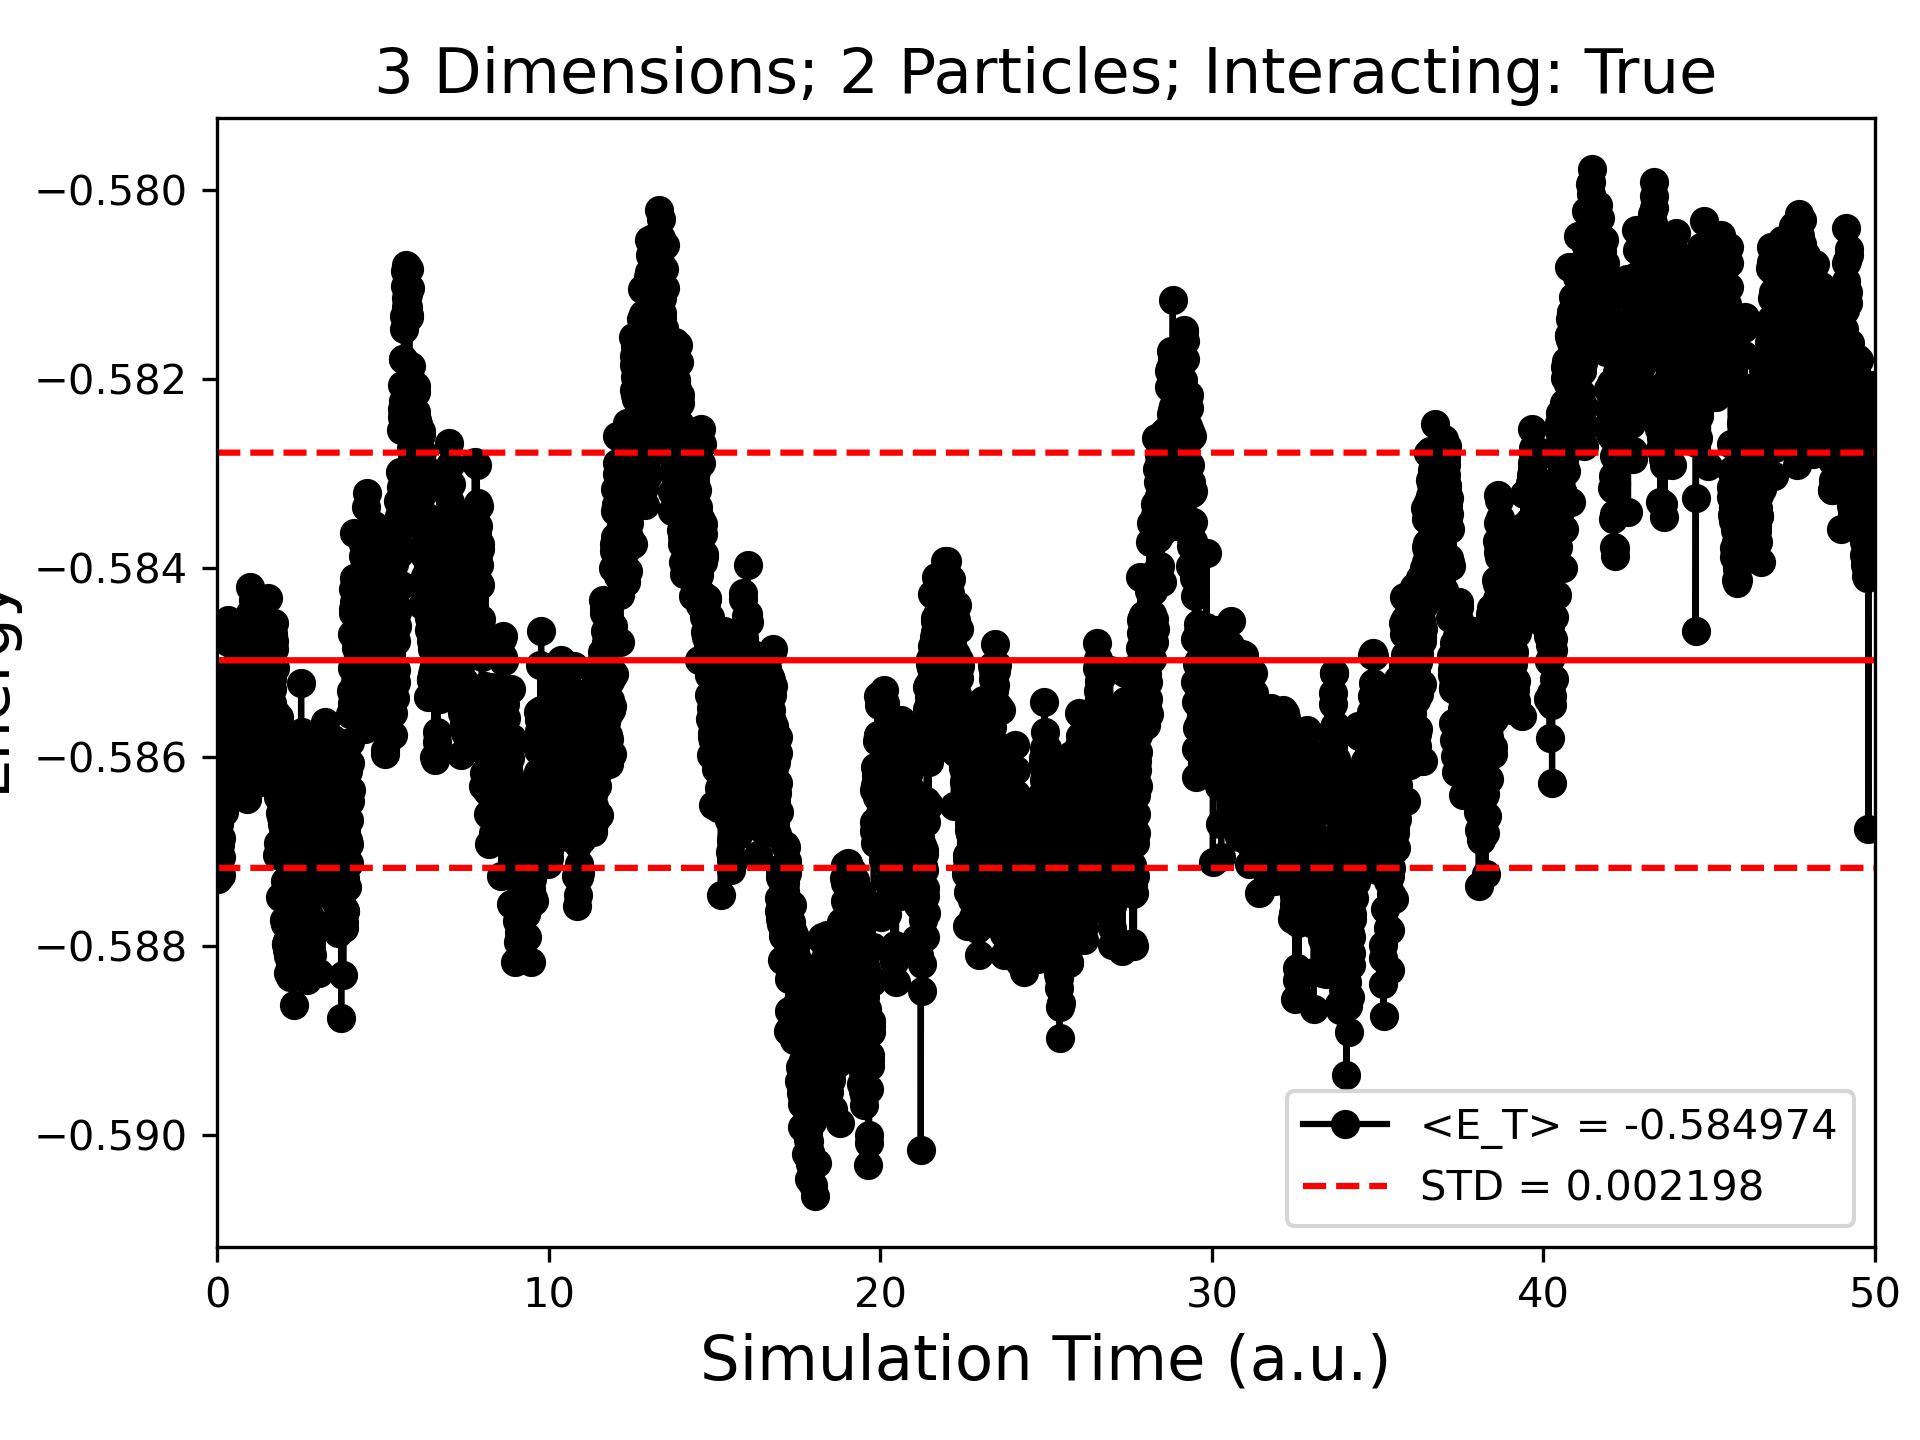 3 Dimensions; 2 Particles; Interacting: True
Energy
−0.580
−0.582
−0.584
−0.586
−0.588
−0.590
0
10
20
30
40
50
Simulation Time (a.u.)
<E_T> = -0.584974
STD = 0.002198